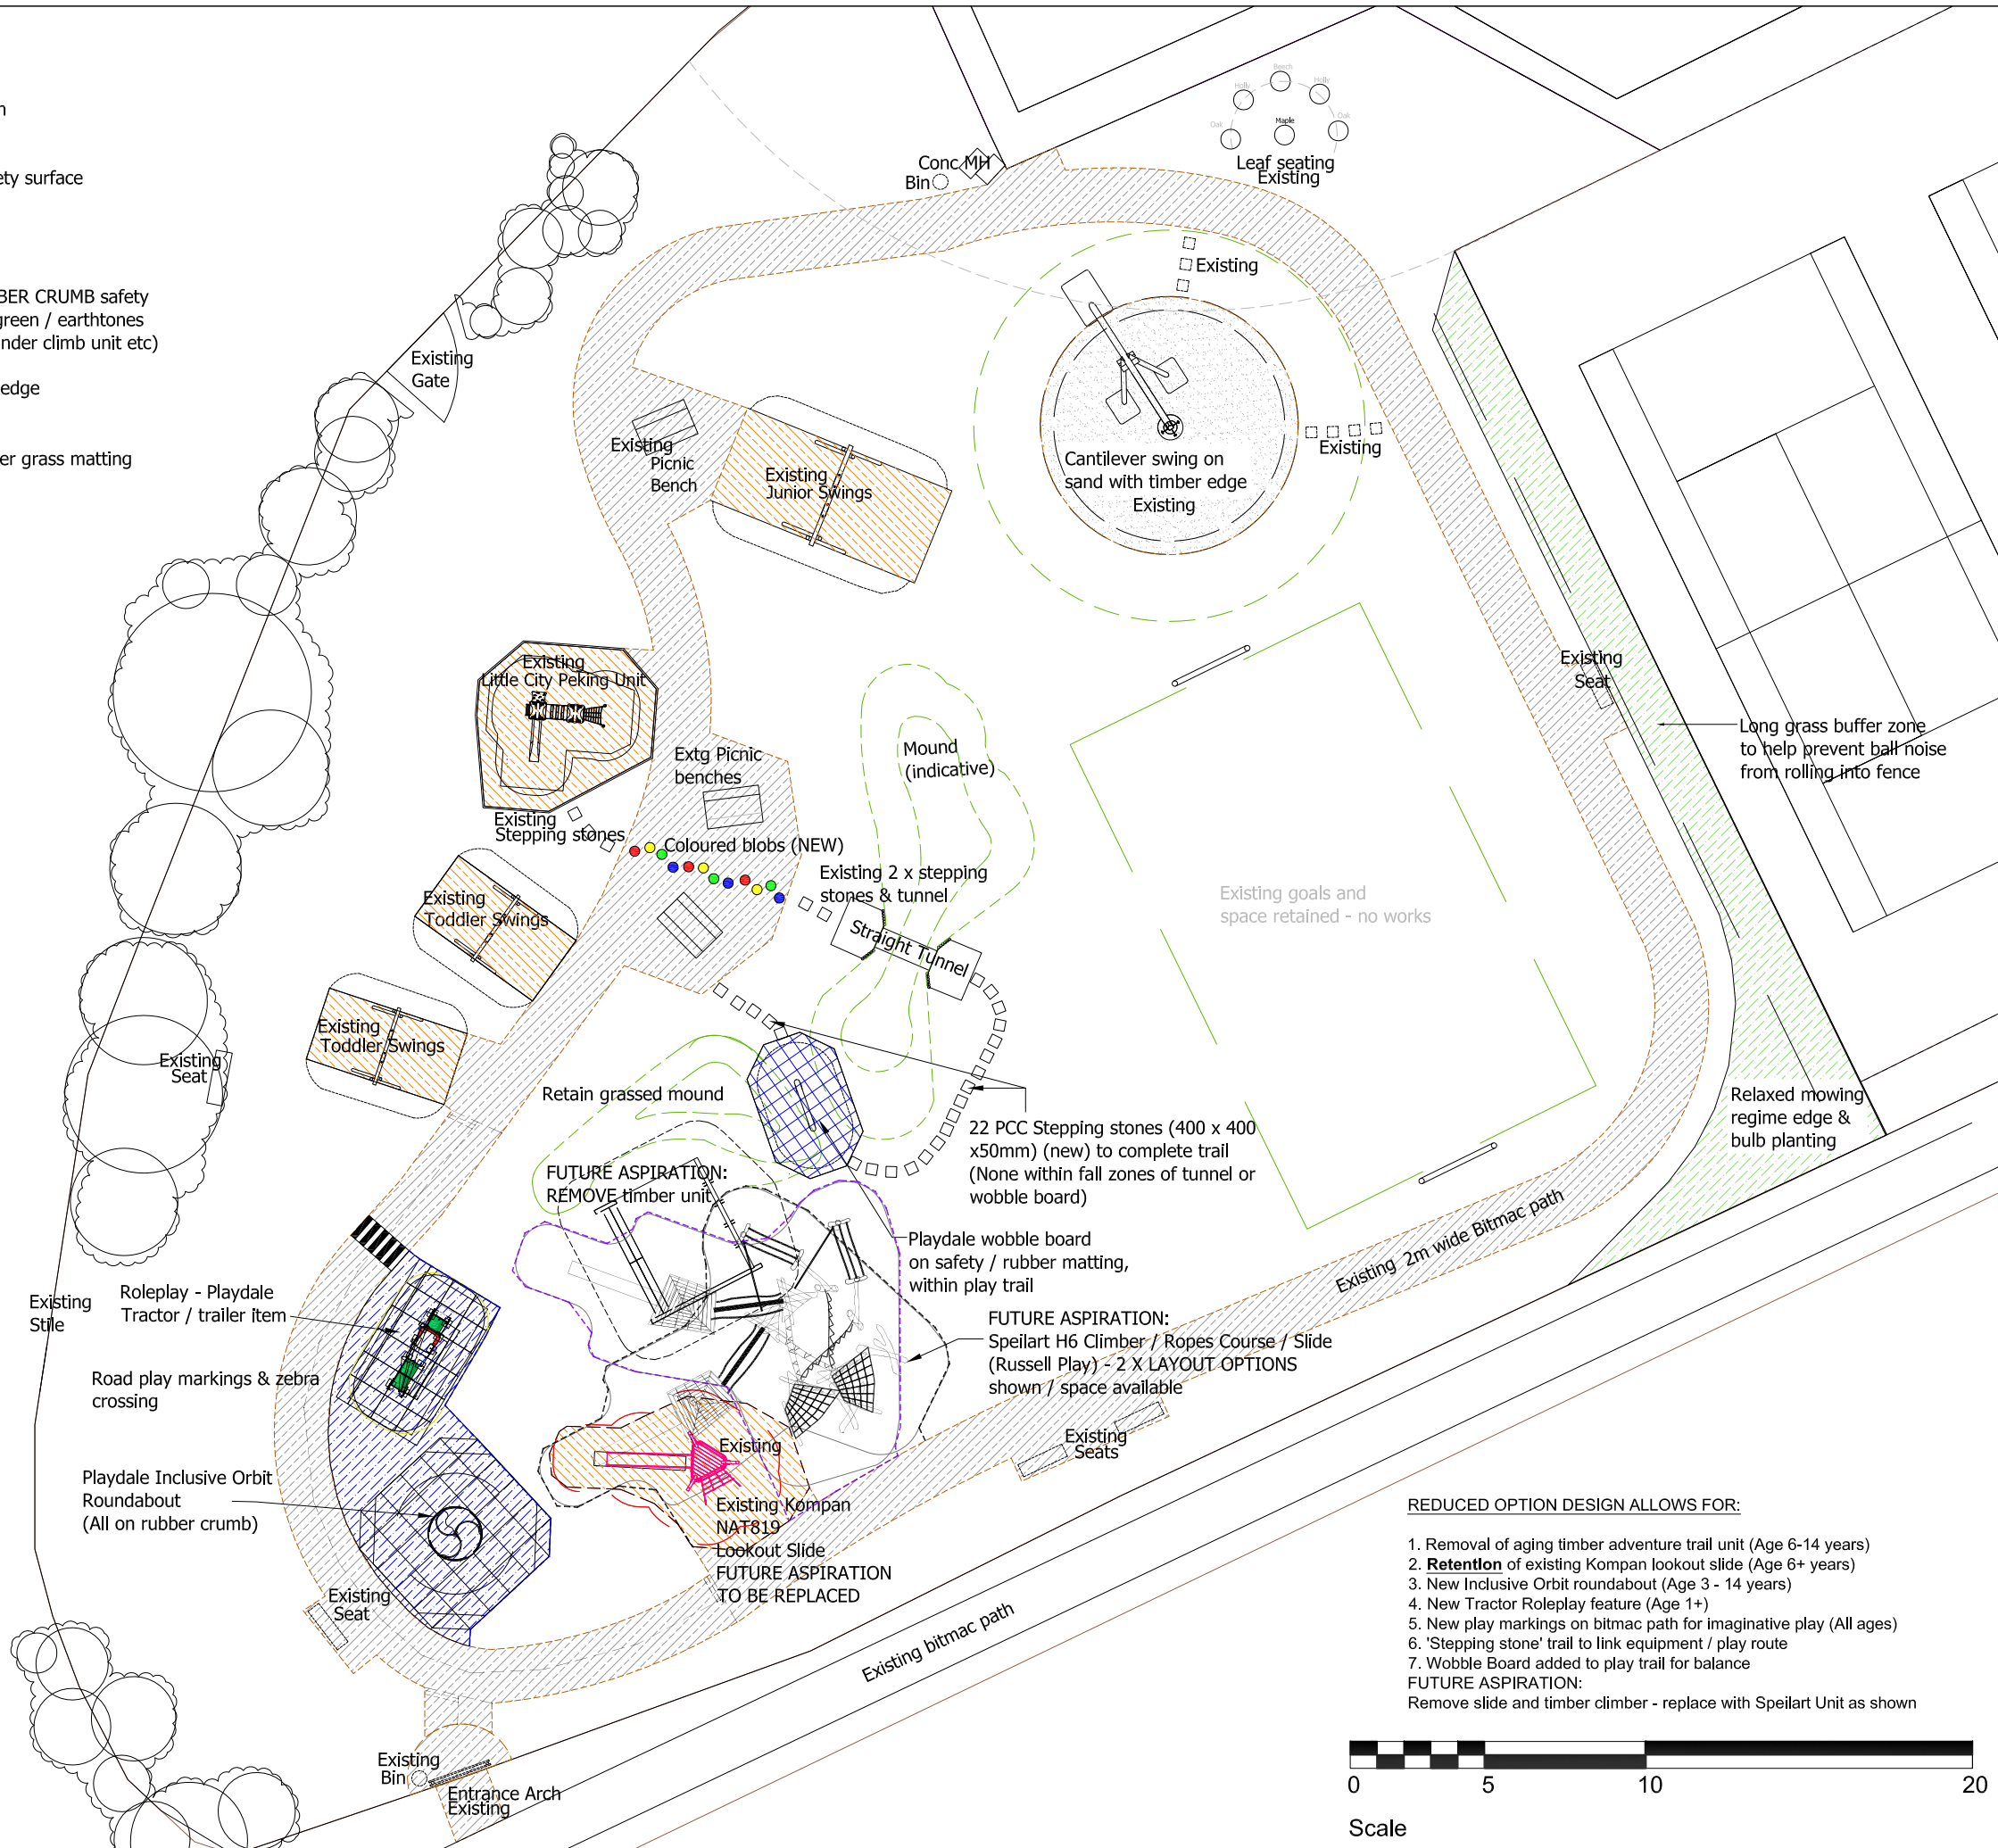 n
ety surface
BER CRUMB safety
green / earthtones
nder climb unit etc)
edge
er grass matting
Conc MH
Bin
Beech
Holly
Holly
Oak
Oak
Maple
Leaf seating
Existing
Existing
Existing
Gate
Existing
Picnic
Bench
Existing
Junior Swings
Cantilever swing on
sand with timber edge
Existing
Existing
Existing
Little City Peking Unit
Existing
Seat
Long grass buffer zone
to help prevent ball noise
from rolling into fence
Extg Picnic
benches
Mound
(indicative)
Existing
Stepping stones
Coloured blobs (NEW)
Existing 2 x stepping
stones & tunnel
Straight Tunnel
Existing goals and
space retained - no works
Existing
Toddler Swings
Existing
Toddler Swings
Existing
Seat
Retain grassed mound
22 PCC Stepping stones (400 x 400
x50mm) (new) to complete trail
(None within fall zones of tunnel or
wobble board)
Relaxed mowing
regime edge &
bulb planting
FUTURE ASPIRATION:
REMOVE timber unit
Playdale wobble board
on safety / rubber matting,
within play trail
Existing 2m wide Bitmac path
Existing
Stile
Roleplay - Playdale
Tractor / trailer item
FUTURE ASPIRATION:
Speilart H6 Climber / Ropes Course / Slide
(Russell Play) - 2 X LAYOUT OPTIONS
shown / space available
Road play markings & zebra
crossing
Existing
Seats
Existing
Playdale Inclusive Orbit
Roundabout
(All on rubber crumb)
Existing Kompan
NAT819
Lookout Slide
FUTURE ASPIRATION
TO BE REPLACED
Existing
Seat
Existing bitmac path
Existing
Bin
Entrance Arch
Existing
REDUCED OPTION DESIGN ALLOWS FOR:
1. Removal of aging timber adventure trail unit (Age 6-14 years)
2. Retention of existing Kompan lookout slide (Age 6+ years)
3. New Inclusive Orbit roundabout (Age 3 - 14 years)
4. New Tractor Roleplay feature (Age 1+)
5. New play markings on bitmac path for imaginative play (All ages)
6. 'Stepping stone' trail to link equipment / play route
7. Wobble Board added to play trail for balance
FUTURE ASPIRATION:
Remove slide and timber climber - replace with Speilart Unit as shown
0 5 10 20
Scale